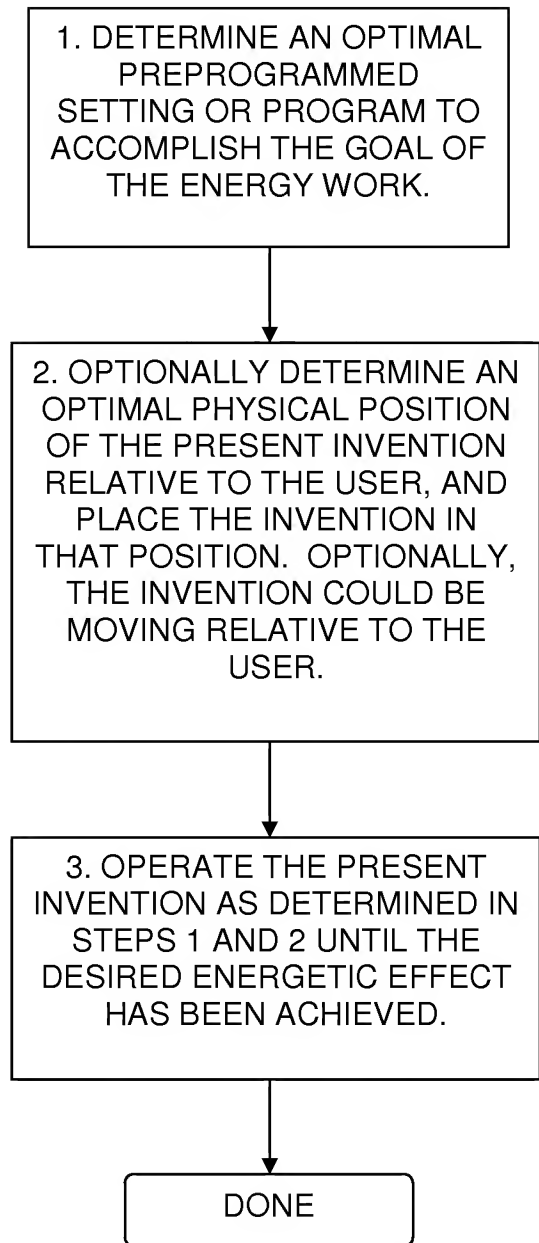 1. DETERMINE AN OPTIMAL
PREPROGRAMMED
SETTING OR PROGRAM TO
ACCOMPLISH THE GOAL OF
THE ENERGY WORK.
2. OPTIONALLY DETERMINE AN
OPTIMAL PHYSICAL POSITION
OF THE PRESENT INVENTION
RELATIVE TO THE USER, AND
PLACE THE INVENTION IN
THAT POSITION. OPTIONALLY,
THE INVENTION COULD BE
MOVING RELATIVE TO THE
USER.
3. OPERATE THE PRESENT
INVENTION AS DETERMINED IN
STEPS 1 AND 2 UNTIL THE
DESIRED ENERGETIC EFFECT
HAS BEEN ACHIEVED.
DONE